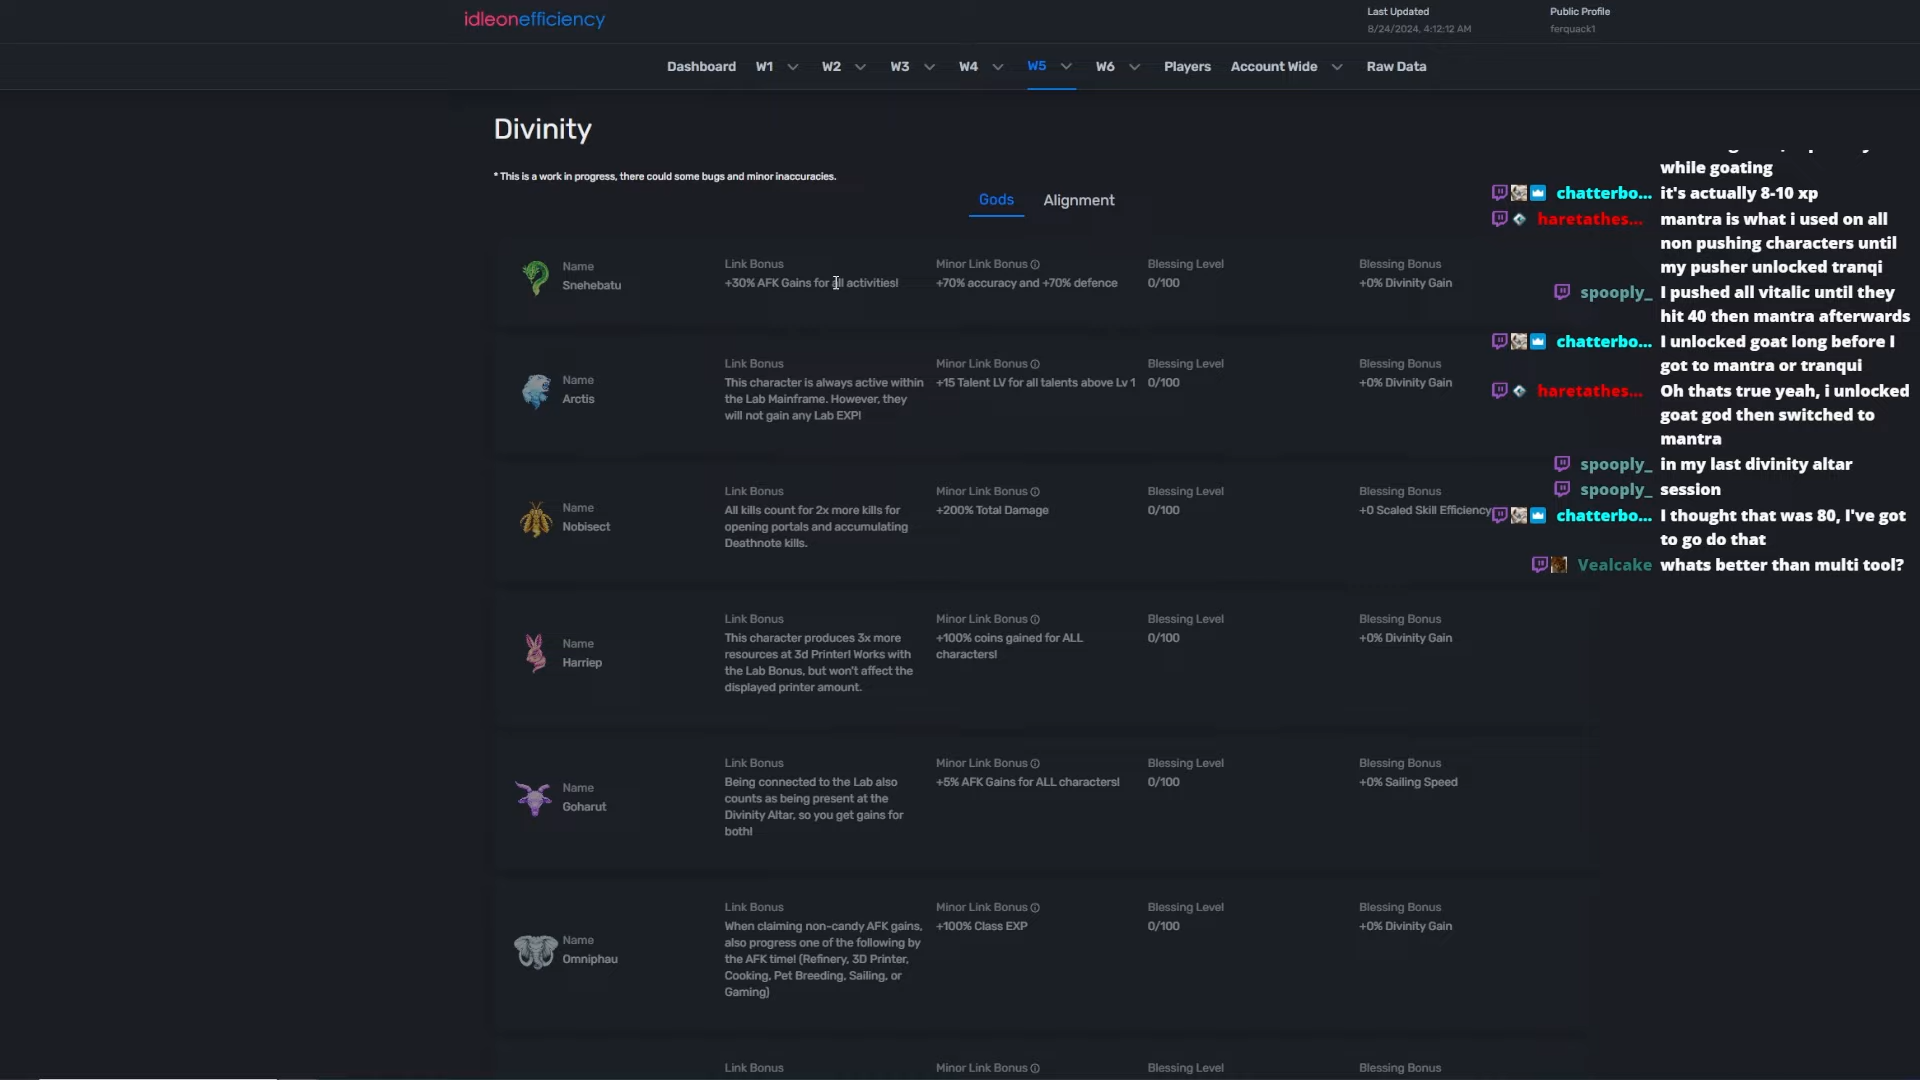 idleonefficiency
Last Updated
8/24/2024, 4:12:12 AM
Public Profile
ferquack1
Dashboard W1 W2 W3 W4 W5 W6 Players Account Wide Raw Data
Divinity
* This is a work in progress, there could some bugs and minor inaccuracies.
Gods Alignment
Name
Snehebatu
Link Bonus
+30% AFK Gains for all activities!
Minor Link Bonus
+70% accuracy and +70% defence
Blessing Level
0/100
Blessing Bonus
+0% Divinity Gain
Name
Arctis
Link Bonus
This character is always active within
the Lab Mainframe. However, they
will not gain any Lab EXP!
Minor Link Bonus
+15 Talent LV for all talents above Lv 1
Blessing Level
0/100
Blessing Bonus
+0% Divinity Gain
Name
Nobisect
Link Bonus
All kills count for 2x more kills for
opening portals and accumulating
Deathnote kills.
Minor Link Bonus
+200% Total Damage
Blessing Level
0/100
Blessing Bonus
+0 Scaled Skill Efficiency
Name
Harriep
Link Bonus
This character produces 3x more
resources at 3d Printer! Works with
the Lab Bonus, but won't affect the
displayed printer amount.
Minor Link Bonus
+100% coins gained for ALL
characters!
Blessing Level
0/100
Blessing Bonus
+0% Divinity Gain
Name
Goharut
Link Bonus
Being connected to the Lab also
counts as being present at the
Divinity Altar, so you get gains for
both!
Minor Link Bonus
+5% AFK Gains for ALL characters!
Blessing Level
0/100
Blessing Bonus
+0% Sailing Speed
Name
Omniphau
Link Bonus
When claiming non-candy AFK gains,
also progress one of the following by
the AFK time! (Refinery, 3D Printer,
Cooking, Pet Breeding, Sailing, or
Gaming)
Minor Link Bonus
+100% Class EXP
Blessing Level
0/100
Blessing Bonus
+0% Divinity Gain
Link Bonus
Minor Link Bonus
Blessing Level
Blessing Bonus
while goating
chatterbo... it's actually 8-10 xp
haretathes... mantra is what i used on all
non pushing characters until
my pusher unlocked tranqi
spooply_ I pushed all vitalic until they
hit 40 then mantra afterwards
chatterbo... I unlocked goat long before I
got to mantra or tranqui
haretathes... Oh thats true yeah, i unlocked
goat god then switched to
mantra
spooply_ in my last divinity altar
spooply_ session
chatterbo... I thought that was 80, I've got
to go do that
Vealcake whats better than multi tool?